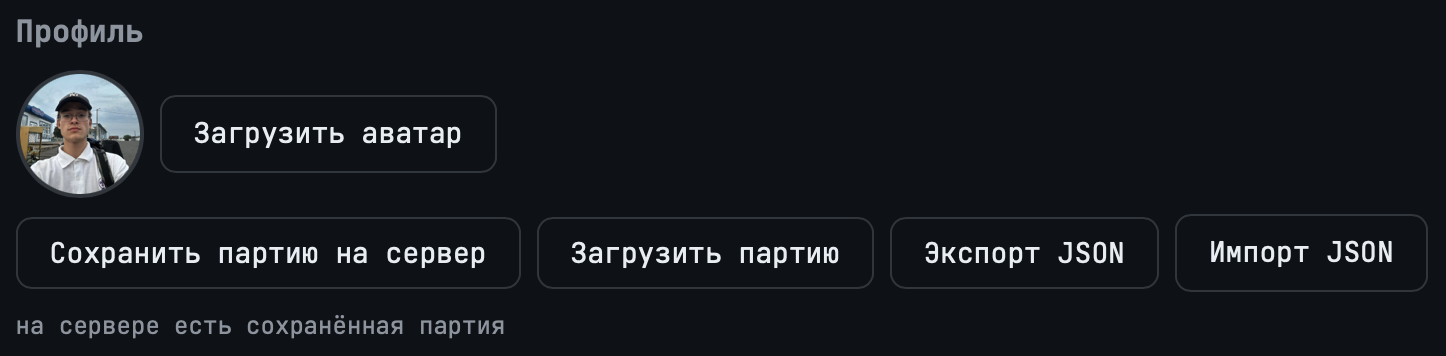 Профиль
Загрузить аватар
Сохранить партию на сервер Загрузить партию Экспорт JSON Импорт JSON
на сервере есть сохранённая партия